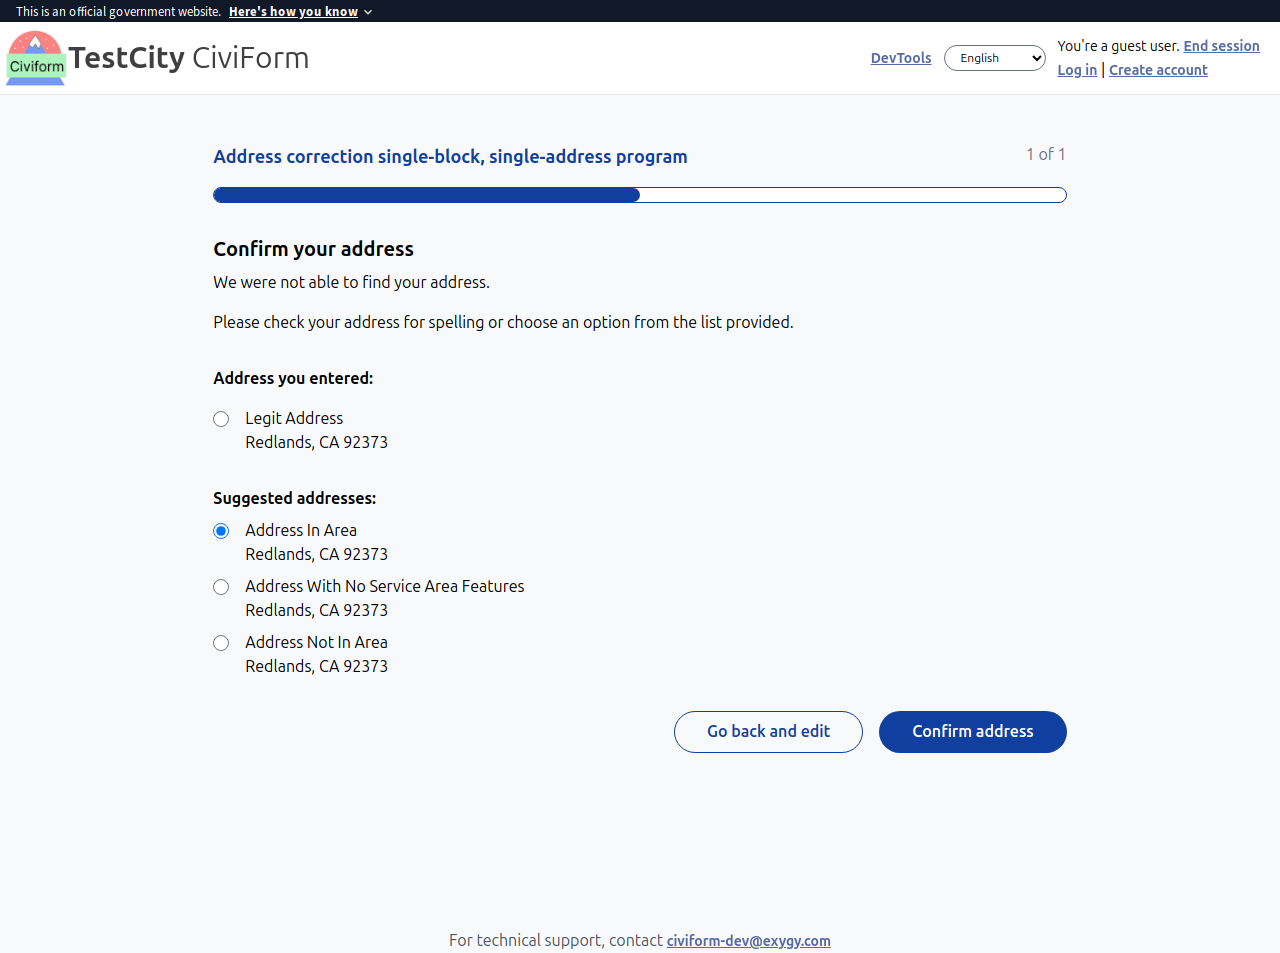 This is an official government website. Here's how you know
Civiform
TestCity CiviForm
DevTools
English
You're a guest user. End session
Log in | Create account
Address correction single-block, single-address program
1 of 1
Confirm your address
We were not able to find your address.
Please check your address for spelling or choose an option from the list provided.
Address you entered:
Legit Address
Redlands, CA 92373
Suggested addresses:
Address In Area
Redlands, CA 92373
Address With No Service Area Features
Redlands, CA 92373
Address Not In Area
Redlands, CA 92373
Go back and edit
Confirm address
For technical support, contact civiform-dev@exygy.com